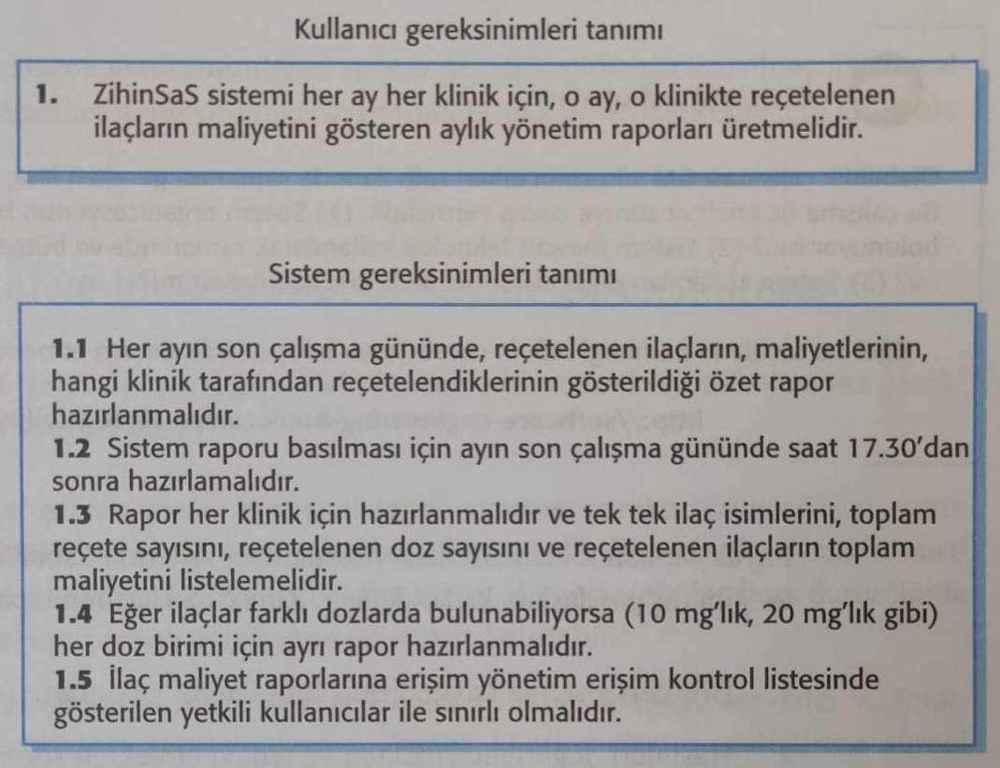 Kullanıcı gereksinimleri tanımı
1. ZihinSaS sistemi her ay her klinik için, o ay, o klinikte reçetelenen
ilaçların maliyetini gösteren aylık yönetim raporları üretmelidir.
Sistem gereksinimleri tanımı
1.1 Her ayın son çalışma gününde, reçetelenen ilaçların, maliyetlerinin,
hangi klinik tarafından reçetelendiklerinin gösterildiği özet rapor
hazırlanmalıdır.
1.2 Sistem raporu basılması için ayın son çalışma gününde saat 17.30'dan
sonra hazırlamalıdır.
1.3 Rapor her klinik için hazırlanmalıdır ve tek tek ilaç isimlerini, toplam
reçete sayısını, reçetelenen doz sayısını ve reçetelenen ilaçların toplam
maliyetini listelemelidir.
1.4 Eğer ilaçlar farklı dozlarda bulunabiliyorsa (10 mg'lık, 20 mg'lık gibi)
her doz birimi için ayrı rapor hazırlanmalıdır.
1.5 İlaç maliyet raporlarına erişim yönetim erişim kontrol listesinde
gösterilen yetkili kullanıcılar ile sınırlı olmalıdır.